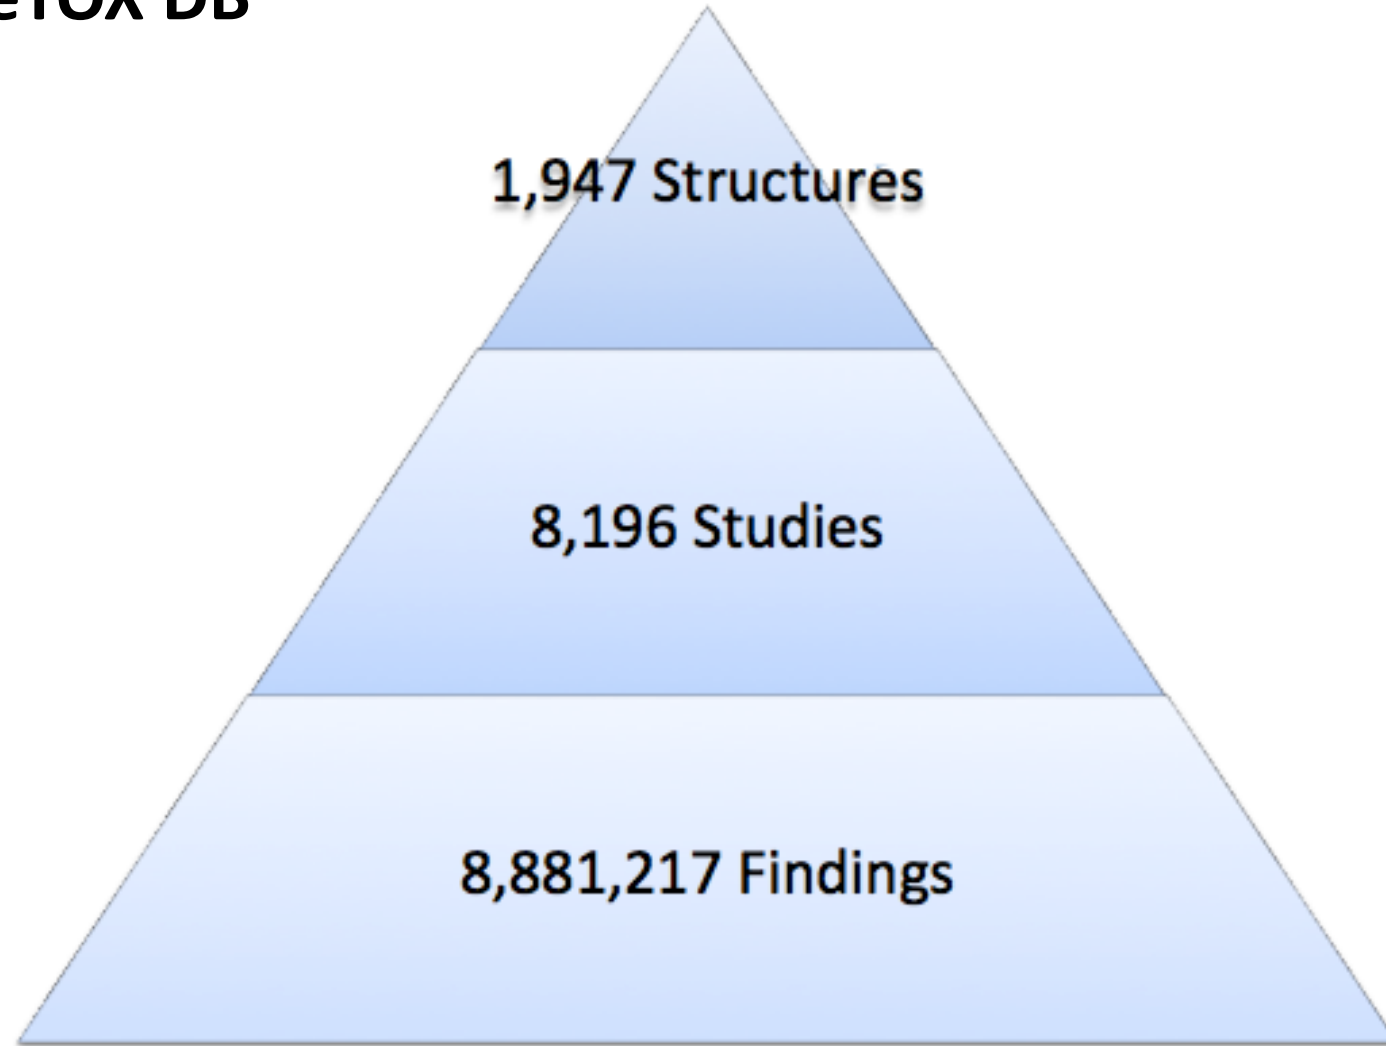 eTOX DB
1,947 Structures
8,196 Studies
8,881,217 Findings